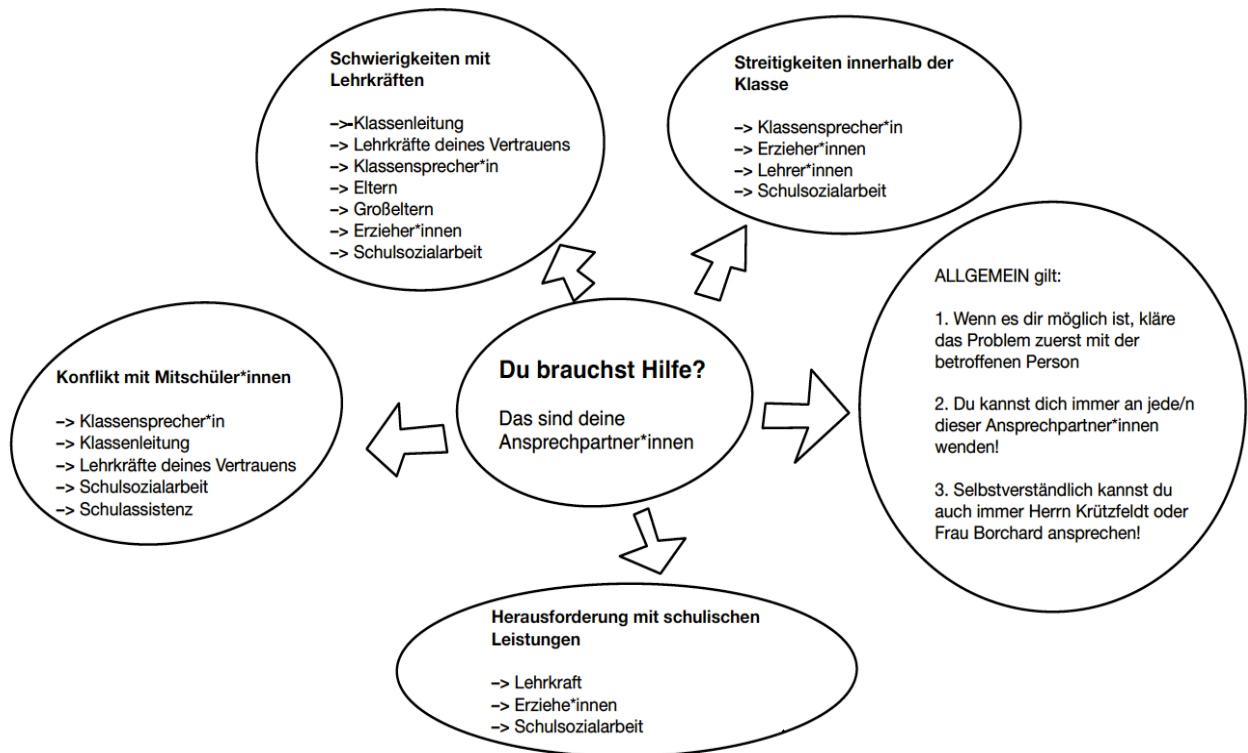 Schwierigkeiten mit
Lehrkräften
–>Klassenleitung
–> Lehrkräfte deines Vertrauens
–> Klassensprecher*in
–> Eltern
–> Großeltern
–> Erzieher*innen
–> Schulsozialarbeit
Streitigkeiten innerhalb der
Klasse
–> Klassensprecher*in
–> Erzieher*innen
–> Lehrer*innen
–> Schulsozialarbeit
Konflikt mit Mitschüler*innen
–> Klassensprecher*in
–> Klassenleitung
–> Lehrkräfte deines Vertrauens
–> Schulsozialarbeit
–> Schulassistenz
Du brauchst Hilfe?
Das sind deine
Ansprechpartner*innen
ALLGEMEIN gilt:
1. Wenn es dir möglich ist, kläre
das Problem zuerst mit der
betroffenen Person
2. Du kannst dich immer an jede/n
dieser Ansprechpartner*innen
wenden!
3. Selbstverständlich kannst du
auch immer Herrn Krützfeldt oder
Frau Borchard ansprechen!
Herausforderung mit schulischen
Leistungen
–> Lehrkraft
–> Erziehe*innen
–> Schulsozialarbeit